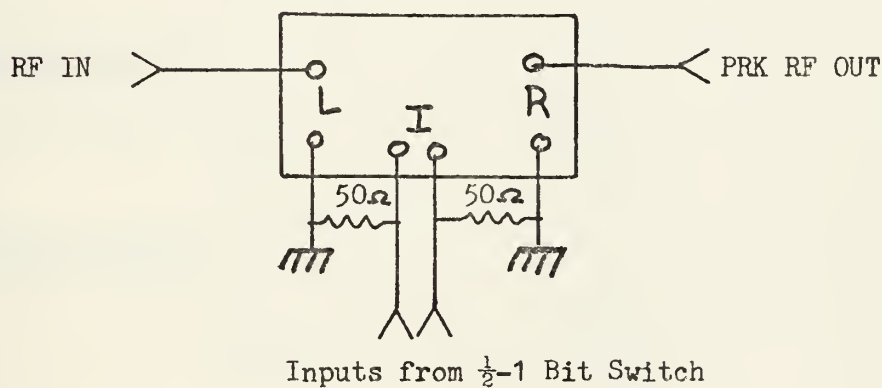 RF IN
PRK RF OUT
L
I
R
50Ω
50Ω
Inputs from ½-1 Bit Switch